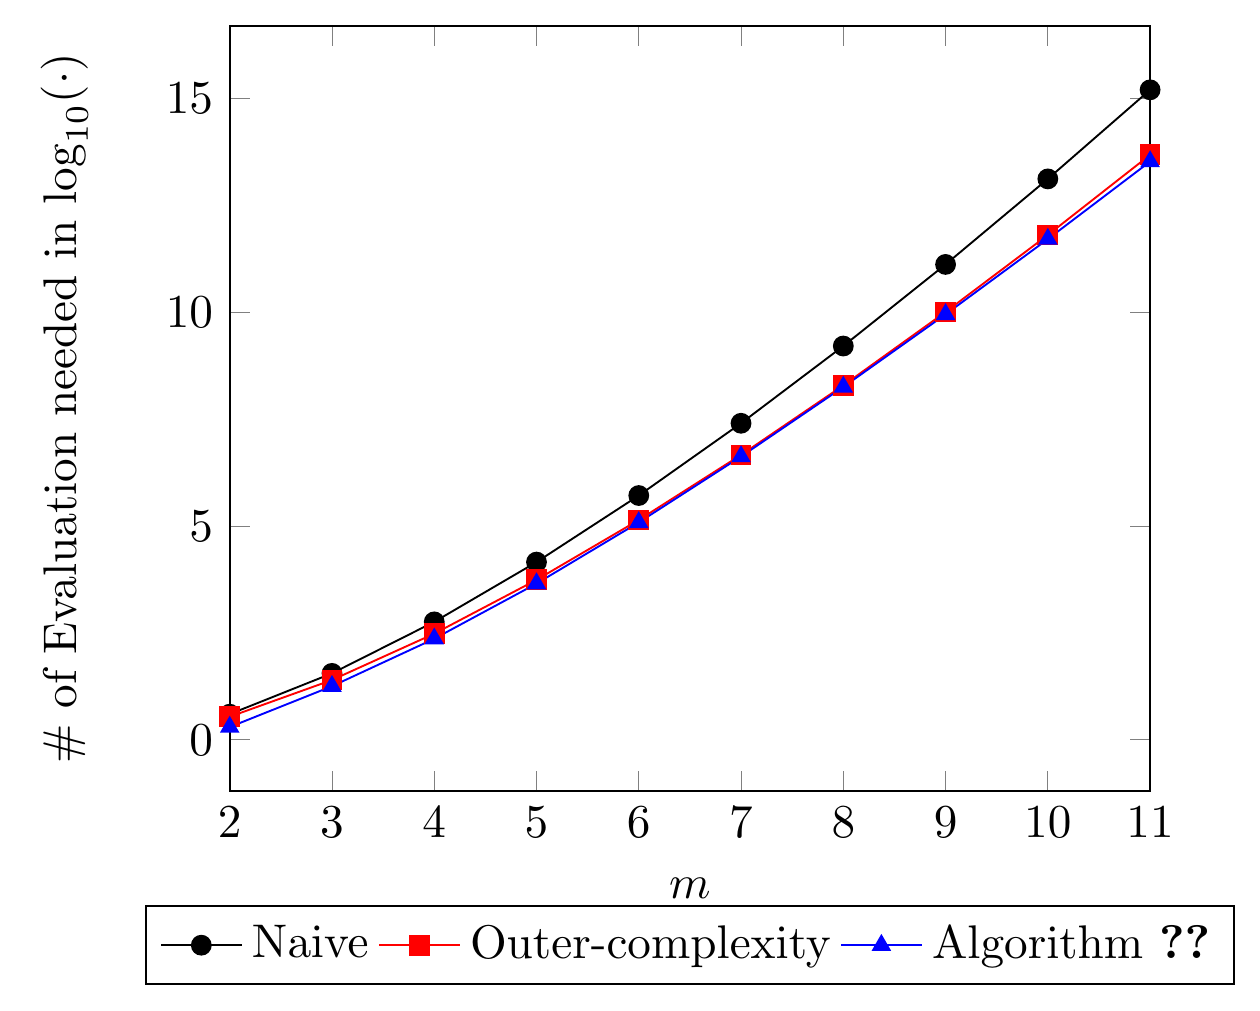 # of Evaluation needed in log₁₀(·)
15
10
5
0
2 3 4 5 6 7 8 9 10 11
m
Naive Outer-complexity Algorithm ??